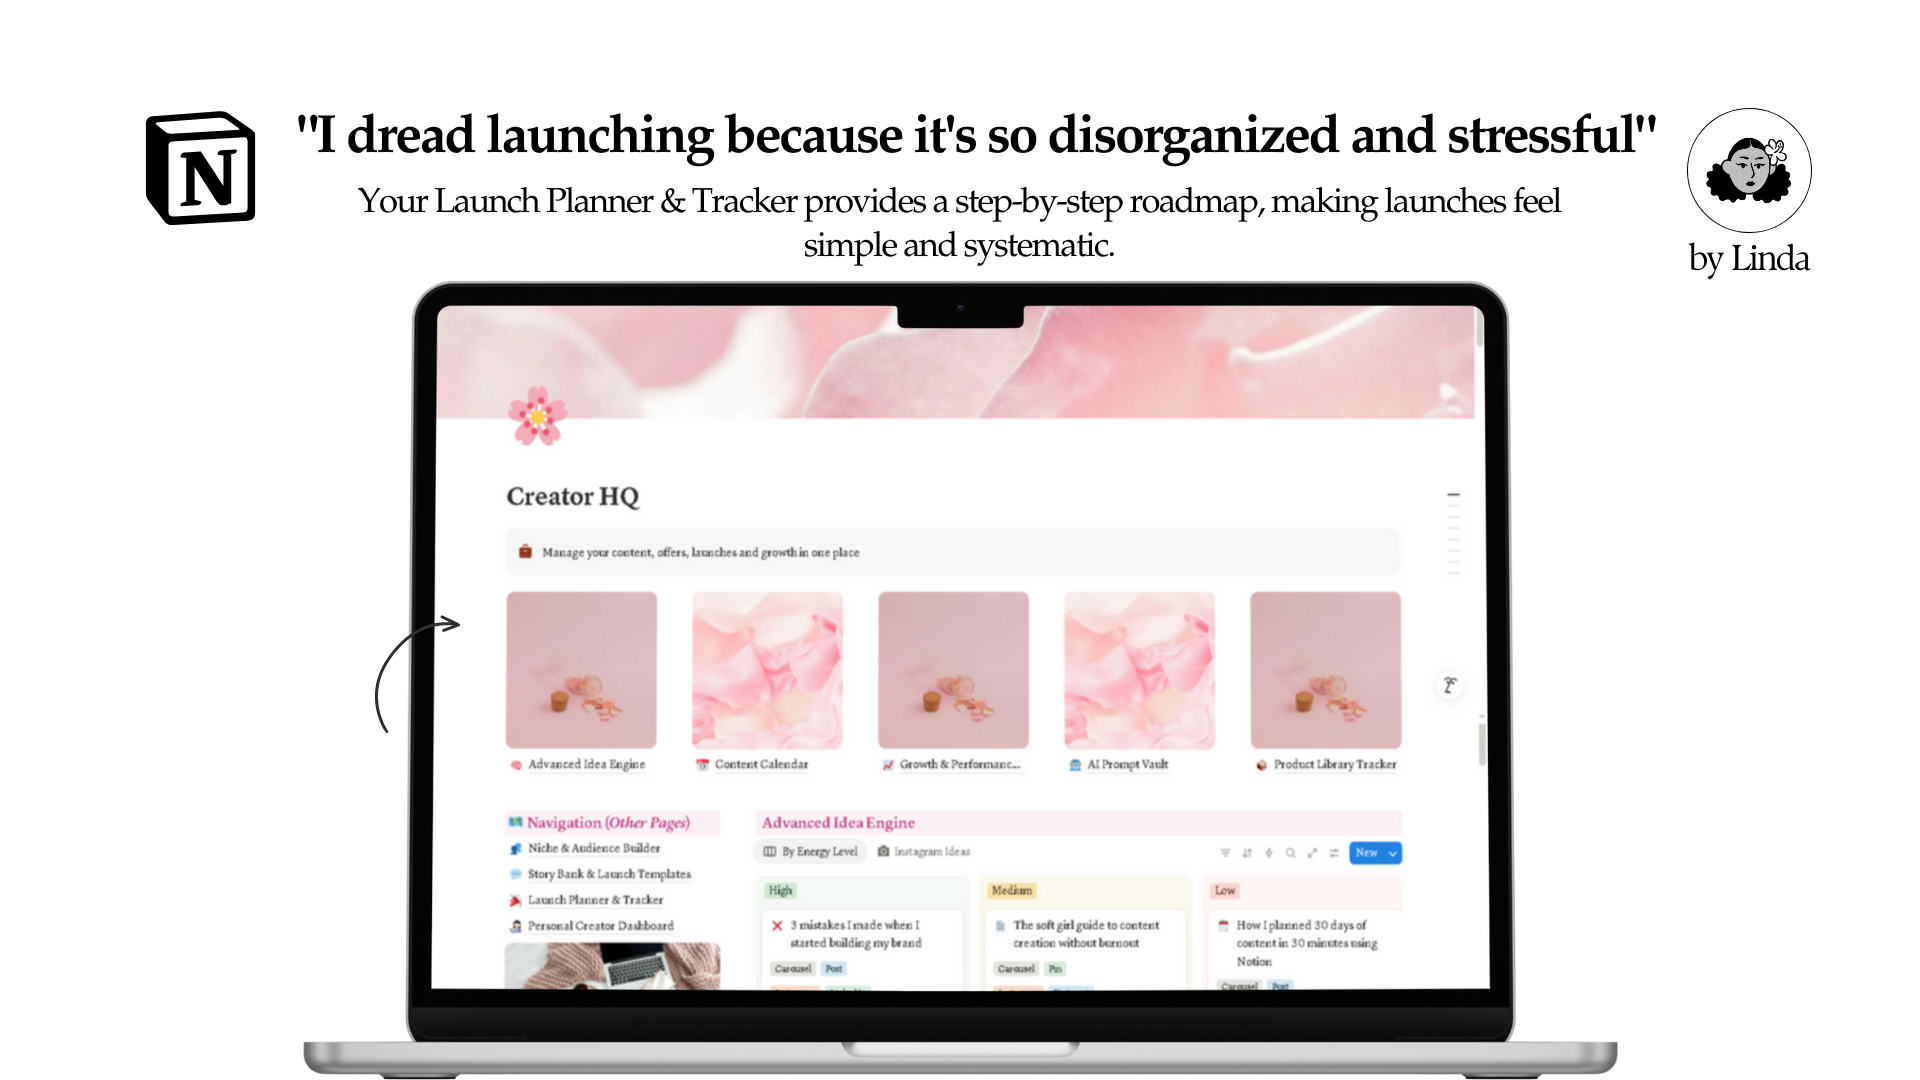 N
"I dread launching because it's so disorganized and stressful"
Your Launch Planner & Tracker provides a step-by-step roadmap, making launches feel
simple and systematic.
by Linda
Creator HQ
Manage your content, offers, launches and growth in one place
Advanced Idea Engine
Content Calendar
Growth & Performanc...
AI Prompt Vault
Product Library Tracker
Navigation (Other Pages)
Niche & Audience Builder
Story Bank & Launch Templates
Launch Planner & Tracker
Personal Creator Dashboard
Advanced Idea Engine
By Energy Level
Instagram Ideas
New
High
3 mistakes I made when I
started building my brand
Carousel Post
Medium
The soft girl guide to content
creation without burnout
Carousel Pin
Low
How I planned 30 days of
content in 30 minutes using
Notion
Carousel Post